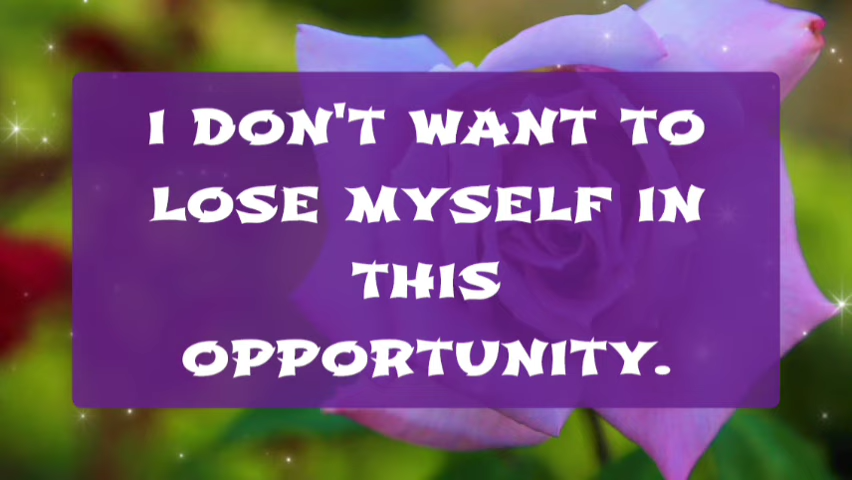 I DON'T WANT TO
LOSE MYSELF IN
THIS
OPPORTUNITY.